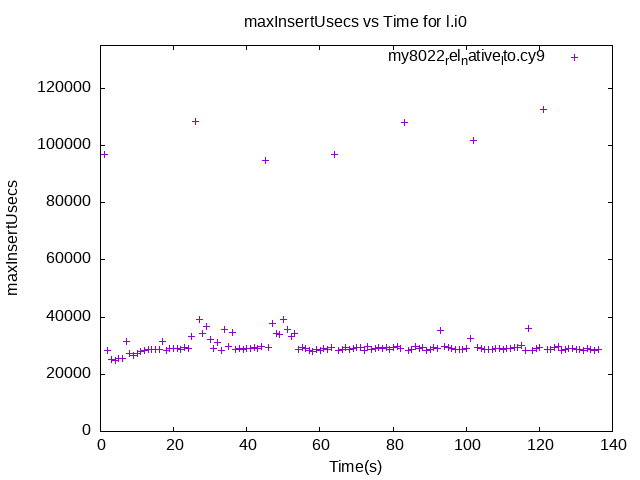 maxInsertUsecs vs Time for l.i0
my8022relnativelto.cy9
120000
100000
80000
60000
40000
20000
0
maxInsertUsecs
0 20 40 60 80 100 120 140
Time(s)